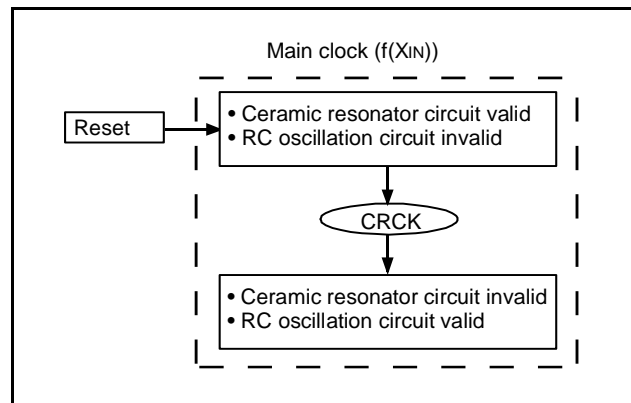 Main clock (f(XIN))
Reset
• Ceramic resonator circuit valid
• RC oscillation circuit invalid
CRCK
• Ceramic resonator circuit invalid
• RC oscillation circuit valid